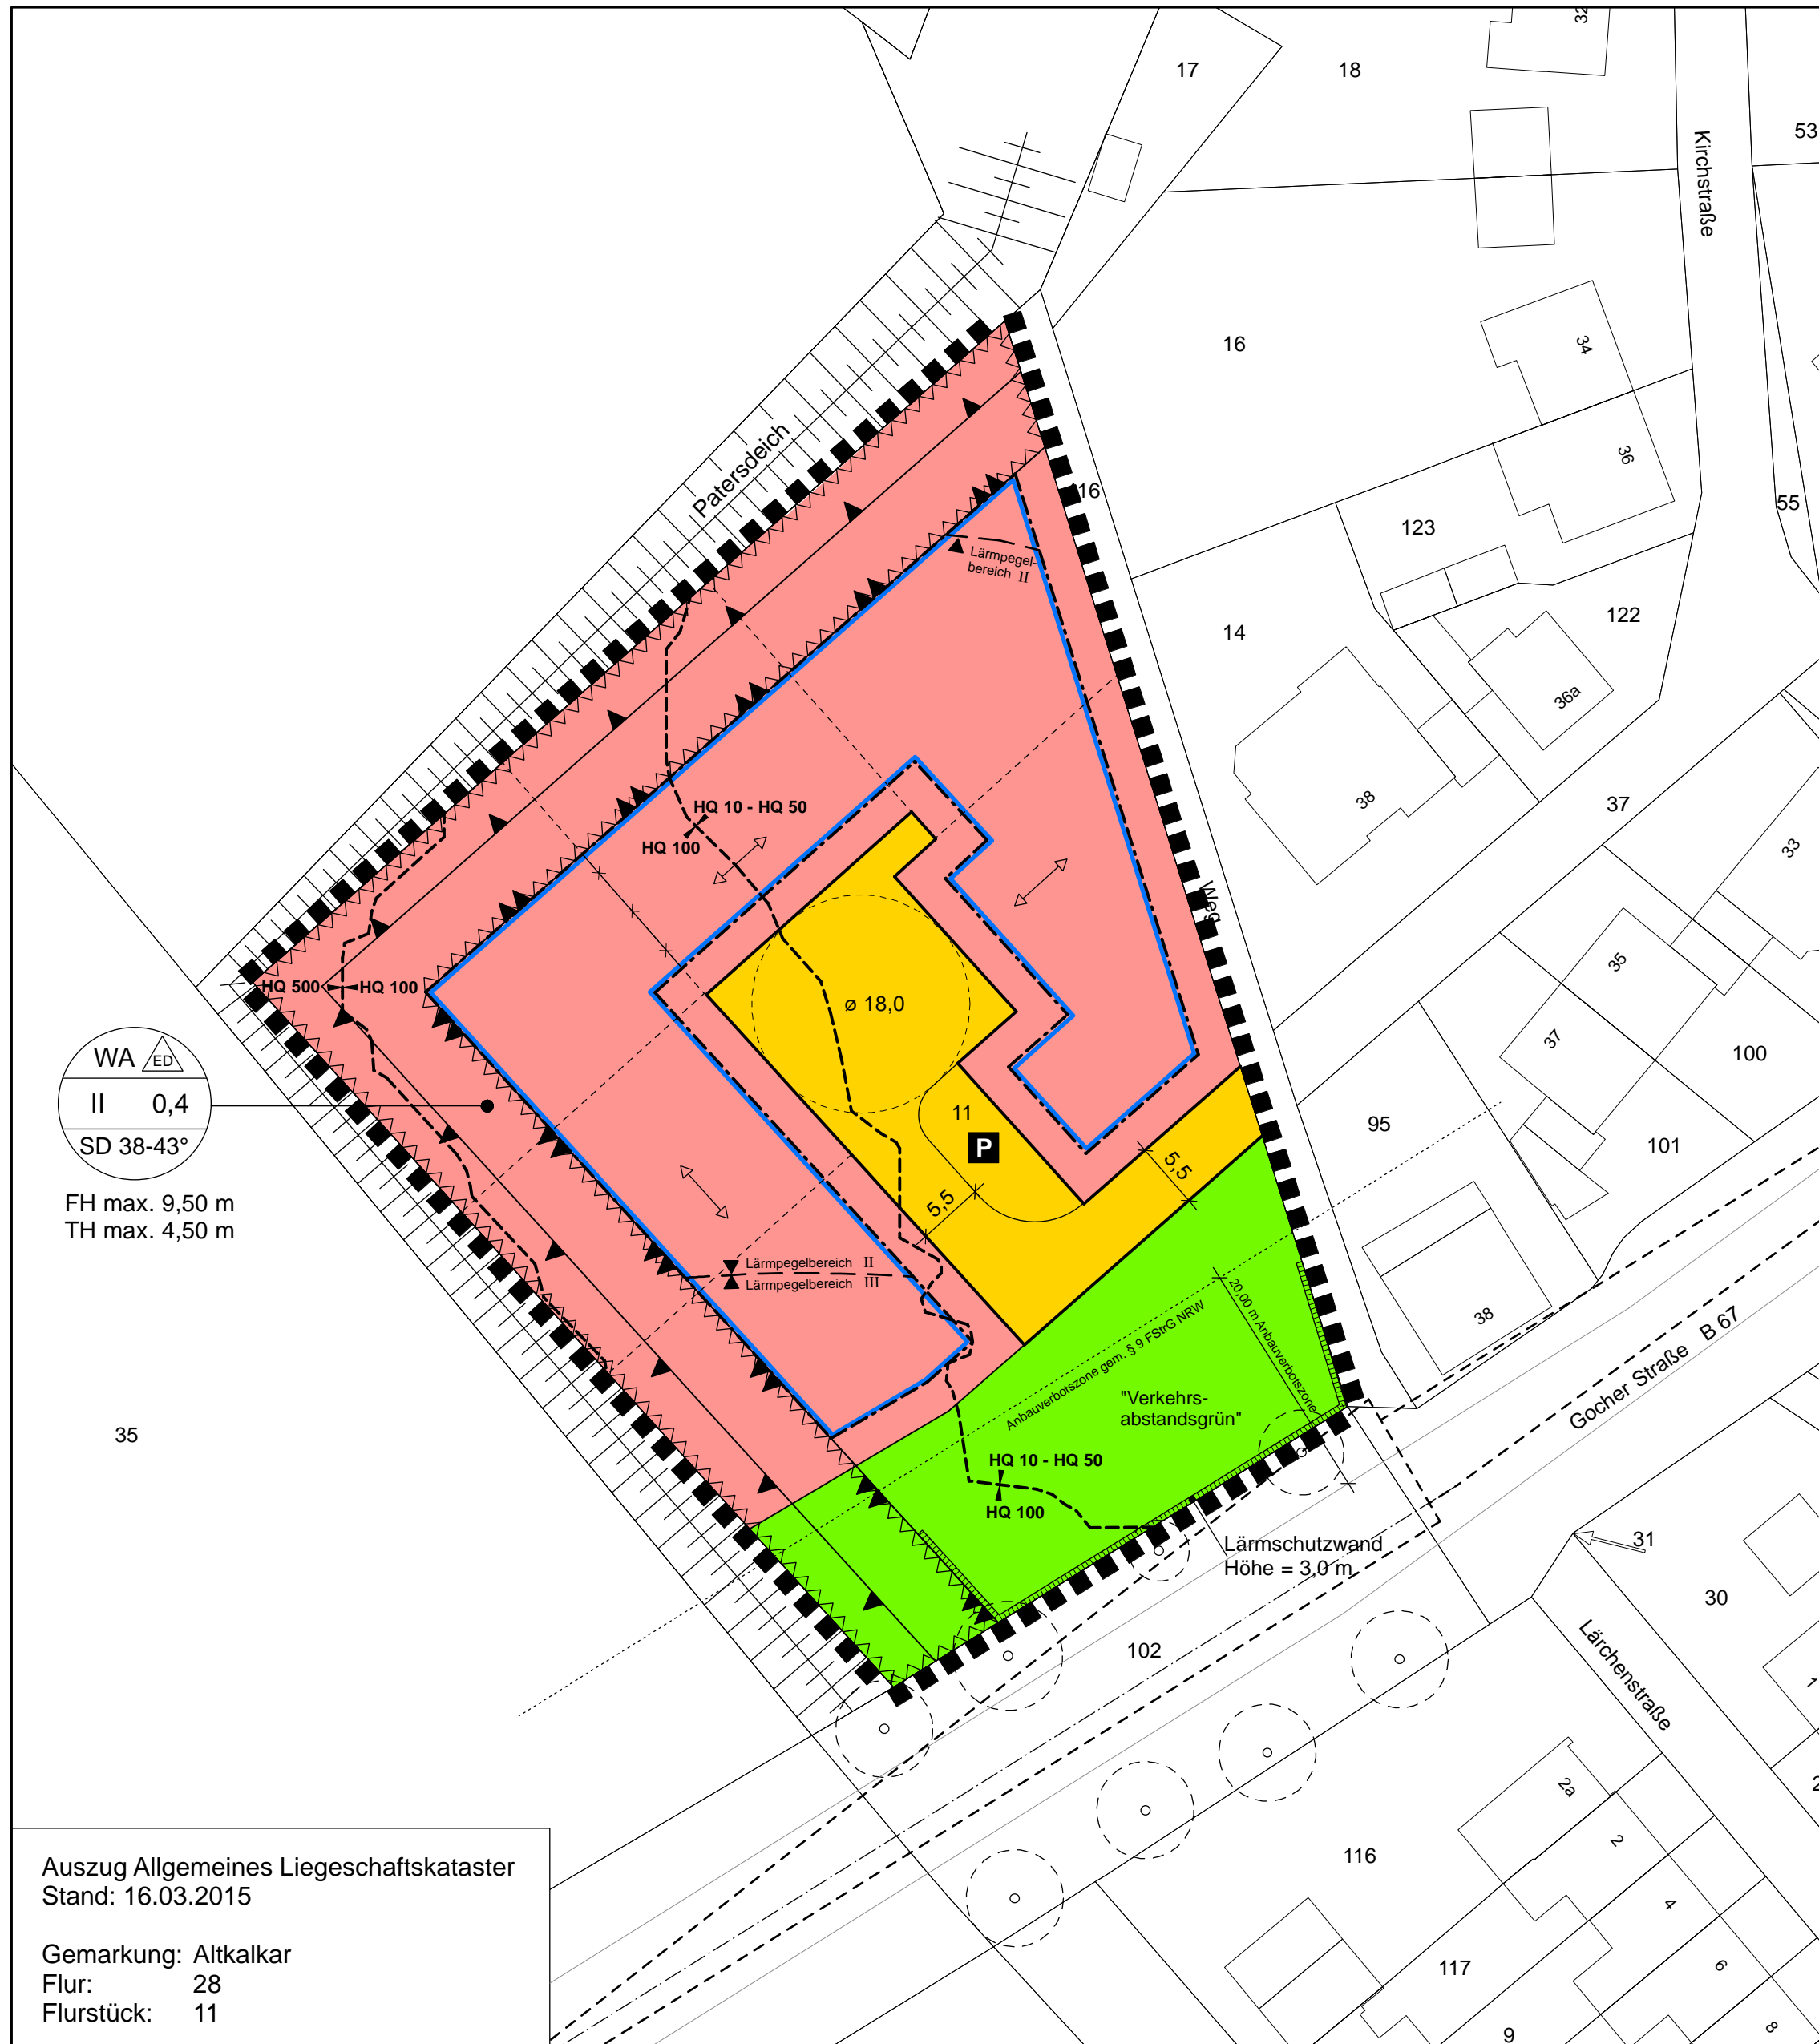 32
17
18
53
Kirchstraße
16
34
36
Patersdeich
16
55
123
Lärmpegel-
bereich II
122
14
36a
38
37
HQ 10 - HQ 50
HQ 100
33
Weg
35
HQ 500
HQ 100
ø 18,0
WA ED
II 0,4
SD 38-43°
FH max. 9,50 m
TH max. 4,50 m
37
100
11
P
95
101
5,5
5,5
Lärmpegelbereich II
Lärmpegelbereich III
20,00 m Anbauverbotszone
Anbauverbotszone gem. § 9 FStrG NRW
38
Gocher Straße B 67
"Verkehrs-
abstandsgrün"
35
HQ 10 - HQ 50
HQ 100
Lärmschutzwand
Höhe = 3,0 m
31
30
102
Lärchenstraße
1
2a
2
2
116
4
117
6
8
9
Auszug Allgemeines Liegeschaftskataster
Stand: 16.03.2015
Gemarkung: Altkalkar
Flur: 28
Flurstück: 11